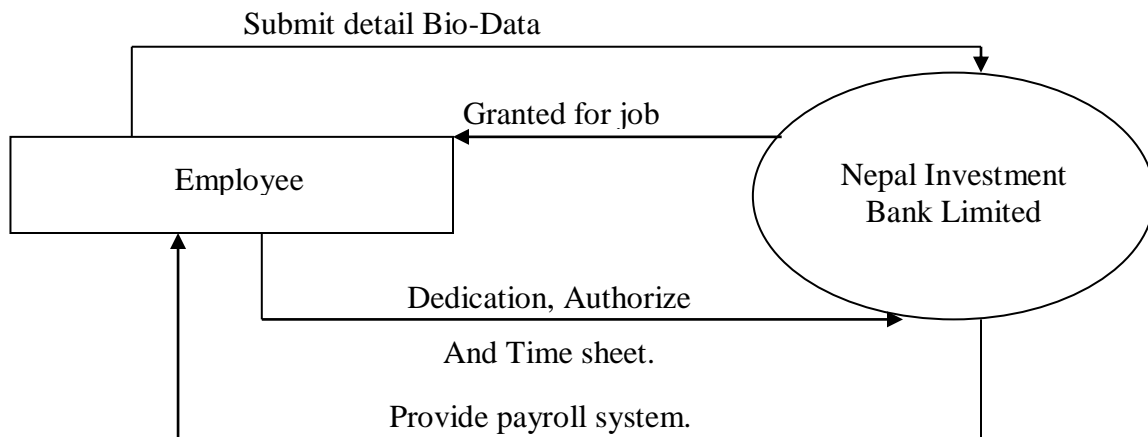 Submit detail Bio-Data
Granted for job
Employee
Nepal Investment
Bank Limited
Dedication, Authorize
And Time sheet.
Provide payroll system.